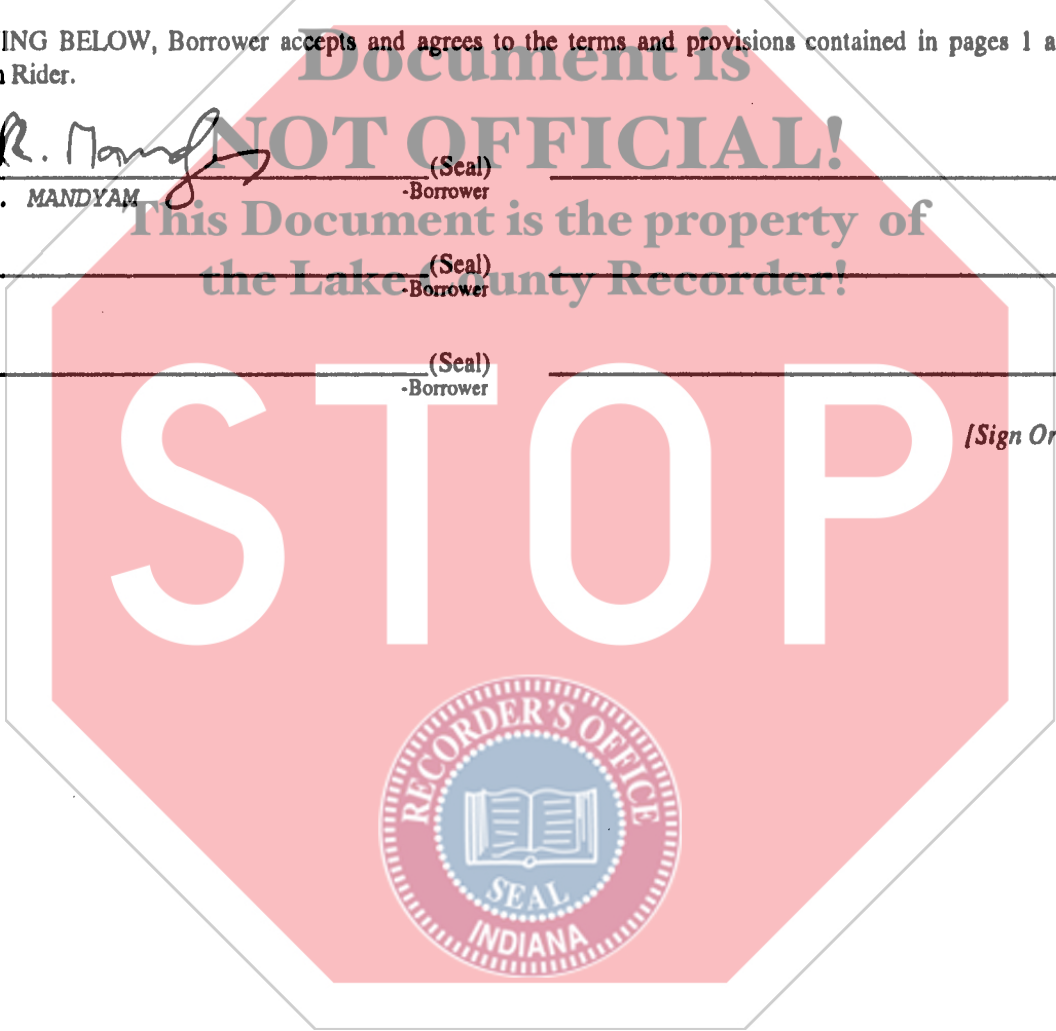 ING BELOW, Borrower accepts and agrees to the terms and provisions contained in pages 1 a
Rider.
Document is
NOT OFFICIAL!
This Document is the property of
the Lake County Recorder!
R. Mandy
(Seal)
. MANDYAM
-Borrower
(Seal)
-Borrower
(Seal)
-Borrower
[Sign Or
STOP
RECORDER'S OFFICE
SEAL
INDIANA